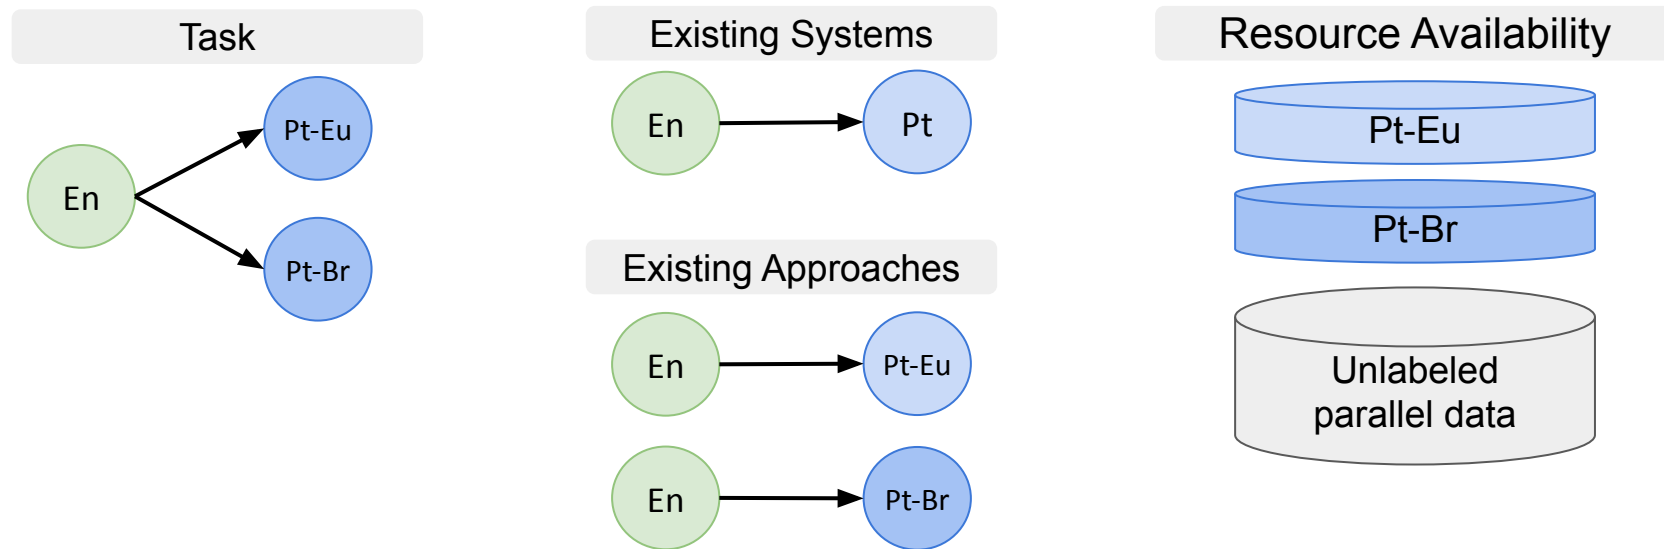 Task
En
Pt-Eu
Pt-Br
Existing Systems
En
Pt
Existing Approaches
En
Pt-Eu
En
Pt-Br
Resource Availability
Pt-Eu
Pt-Br
Unlabeled
parallel data